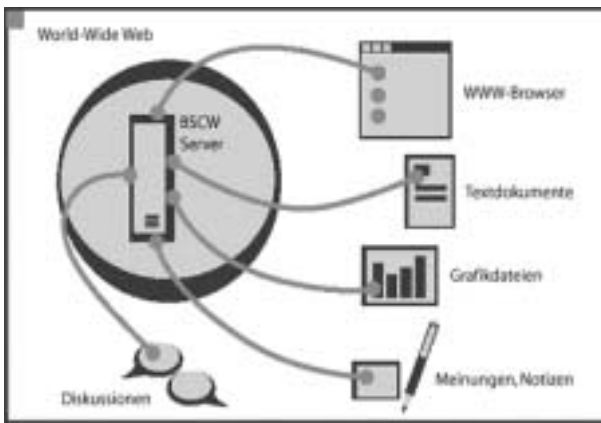 World-Wide Web
BSCW
Server
WWW-Browser
Textdokumente
Grafikdateien
Meinungen, Notizen
Diskussionen